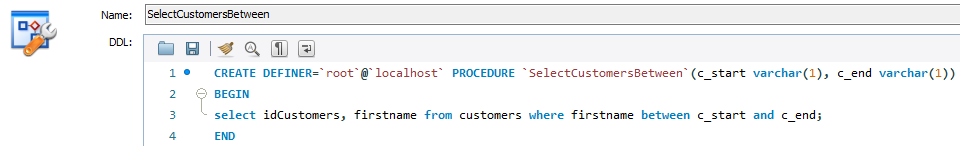 Name: SelectCustomersBetween
DDL:
1 CREATE DEFINER=`root`@`localhost` PROCEDURE `SelectCustomersBetween`(c_start varchar(1), c_end varchar(1))
2 BEGIN
3 select idCustomers, firstname from customers where firstname between c_start and c_end;
4 END